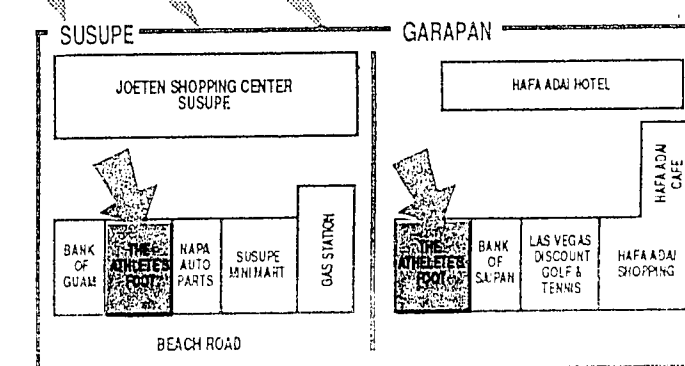 SUSUPE
JOETEN SHOPPING CENTER
SUSUPE
BANK
OF
GUAM
THE
ATHLETE'S
FOOT
NAPA
AUTO
PARTS
SUSUPE
MINIMART
GAS STATION
BEACH ROAD
GARAPAN
HAFA ADAI HOTEL
HAFA ADAI
CAFE
THE
ATHELETE'S
FOOT
BANK
OF
SAIPAN
LAS VEGAS
DISCOUNT
GOLF &
TENNIS
HAFA ADAI
SHOPPING